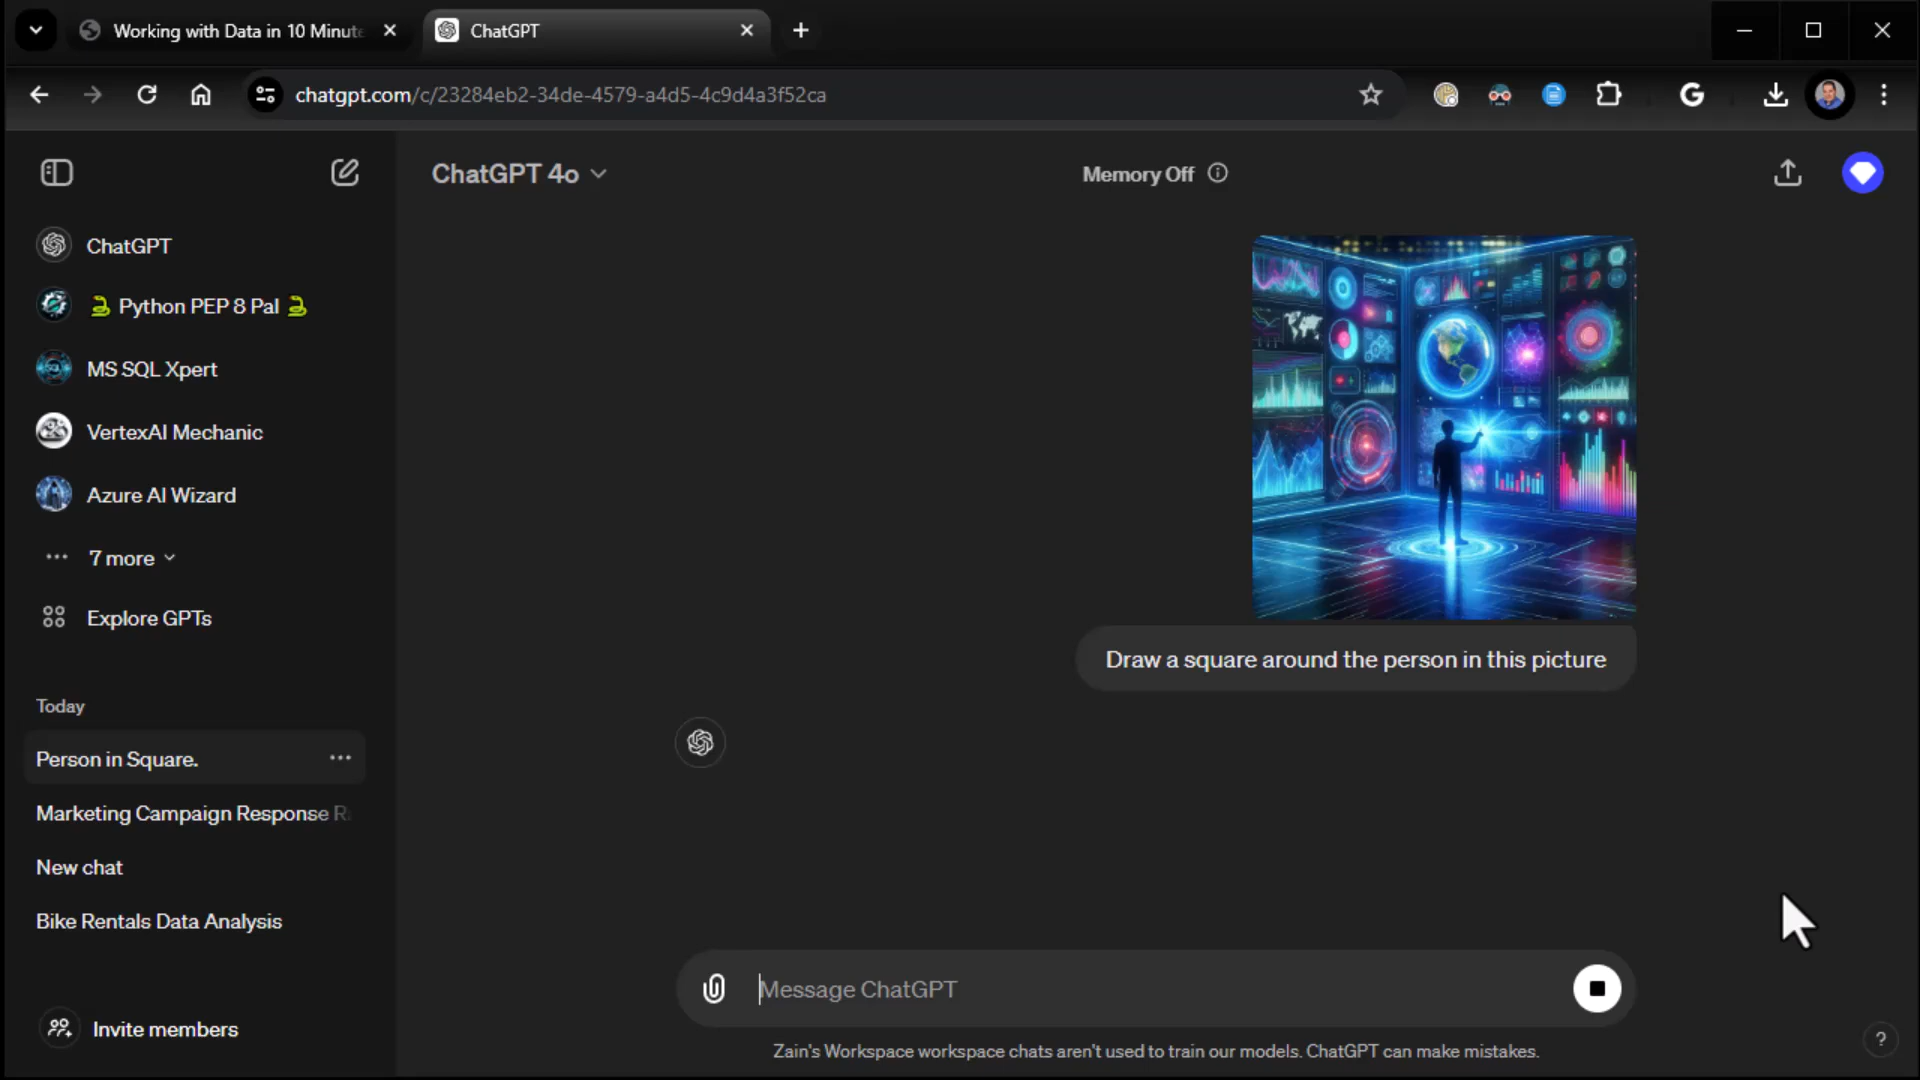 Working with Data in 10 Minute
ChatGPT
chatgpt.com/c/23284eb2-34de-4579-a4d5-4c9d4a3f52ca
G
ChatGPT 4o
Memory Off
ChatGPT
Python PEP 8 Pal
MS SQL Xpert
VertexAI Mechanic
Azure AI Wizard
7 more
Explore GPTs
Draw a square around the person in this picture
Today
Person in Square.
Marketing Campaign Response R
New chat
Bike Rentals Data Analysis
Message ChatGPT
Invite members
Zain's Workspace workspace chats aren't used to train our models. ChatGPT can make mistakes.
?